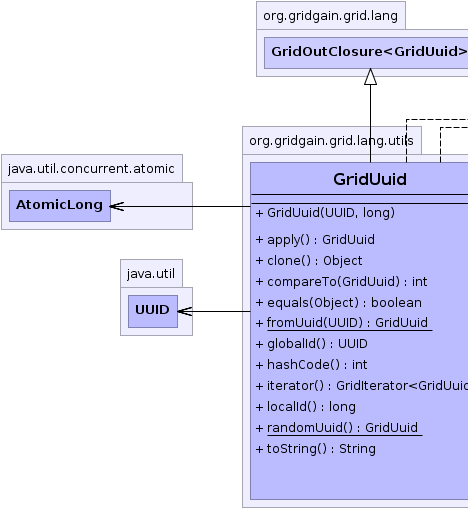 org.gridgain.grid.lang
GridOutClosure<GridUuid>
org.gridgain.grid.lang.utils
java.util.concurrent.atomic
AtomicLong
java.util
UUID
GridUuid
+ GridUuid(UUID, long)
+ apply() : GridUuid
+ clone() : Object
+ compareTo(GridUuid) : int
+ equals(Object) : boolean
+ fromUuid(UUID) : GridUuid
+ globalId() : UUID
+ hashCode() : int
+ iterator() : GridIterator<GridUuid
+ localId() : long
+ randomUuid() : GridUuid
+ toString() : String